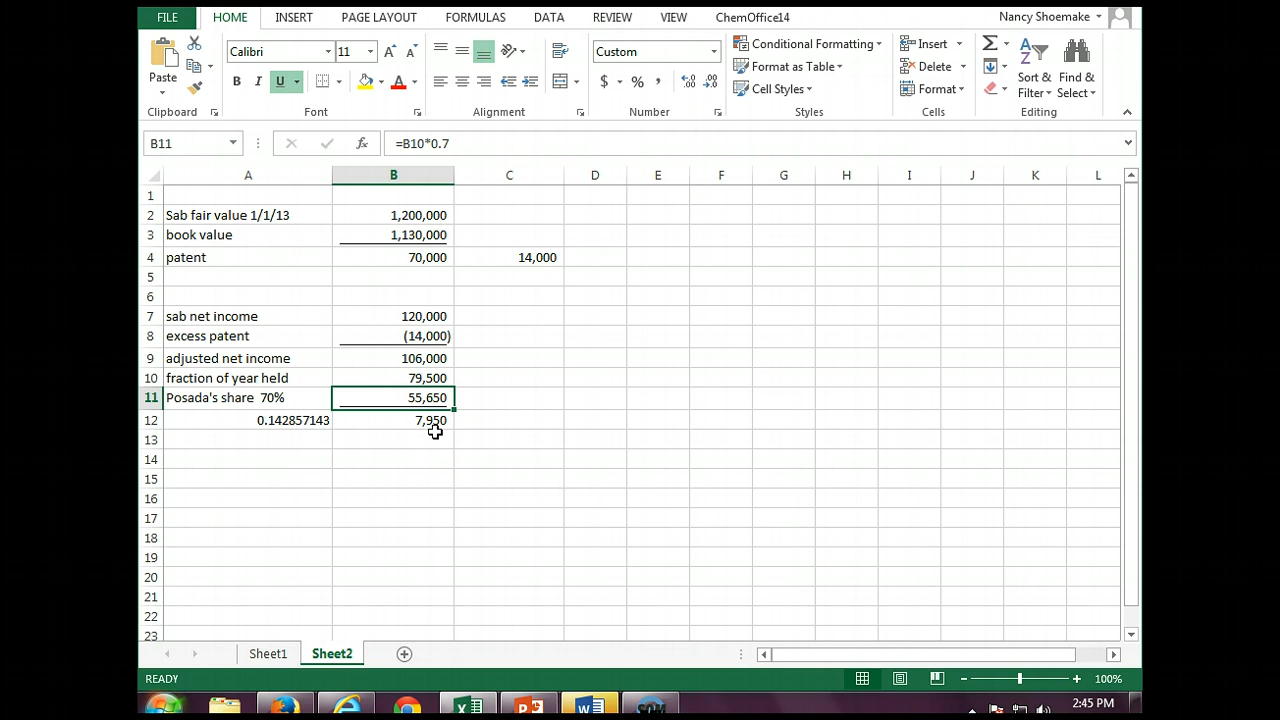 Nancy Shoemake
FILE HOME INSERT PAGE LAYOUT FORMULAS DATA REVIEW VIEW ChemOffice14
Paste
Calibri 11
B I U A
Custom
$ % ,
Conditional Formatting
Format as Table
Cell Styles
Insert
Delete
Format
Sort & Filter
Find & Select
Clipboard Font Alignment Number Styles Cells Editing
B11 fx =B10*0.7
A B C D E F G H I J K L
1
2 Sab fair value 1/1/13 1,200,000
3 book value 1,130,000
4 patent 70,000 14,000
5
6
7 sab net income 120,000
8 excess patent (14,000)
9 adjusted net income 106,000
10 fraction of year held 79,500
11 Posada's share 70% 55,650
12 0.142857143 7,950
13
14
15
16
17
18
19
20
21
22
23
Sheet1 Sheet2
READY 100%
2:45 PM